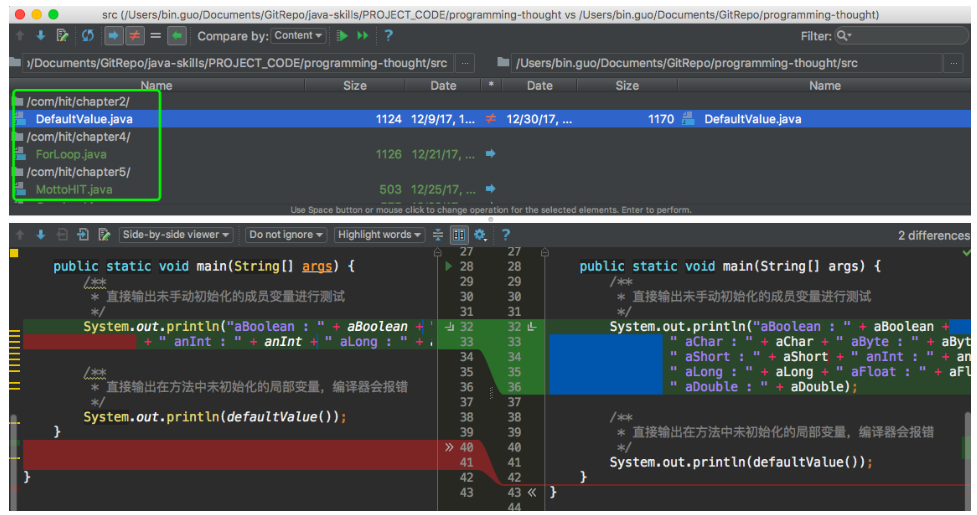 src (/Users/bin.guo/Documents/GitRepo/java-skills/PROJECT_CODE/programming-thought vs /Users/bin.guo/Documents/GitRepo/programming-thought)
Compare by: Content ? Filter:
)/Documents/GitRepo/java-skills/PROJECT_CODE/programming-thought/src ... /Users/bin.guo/Documents/GitRepo/programming-thought/src ...
Name Size Date * Date Size Name
/com/hit/chapter2/
DefaultValue.java 1124 12/9/17, 1... ≠ 12/30/17, ... 1170 DefaultValue.java
/com/hit/chapter4/
ForLoop.java 1126 12/21/17, ...
/com/hit/chapter5/
MottoHIT.java 503 12/25/17, ...
Use Space button or mouse click to change operation for the selected elements. Enter to perform.
Side-by-side viewer Do not ignore Highlight words ? 2 differences
27 27
public static void main(String[] args) { 28 28 public static void main(String[] args) {
/** 29 29 /**
* 直接输出未手动初始化的成员变量进行测试 30 30 * 直接输出未手动初始化的成员变量进行测试
*/ 31 31 */
System.out.println("aBoolean : " + aBoolean + " 32 32 System.out.println("aBoolean : " + aBoolean +
+ " anInt : " + anInt + " aLong : " + 33 33 " aChar : " + aChar + " aByte : " + aByt
34 34 " aShort : " + aShort + " anInt : " + an
/** 35 35 " aLong : " + aLong + " aFloat : " + aFl
* 直接输出在方法中未初始化的局部变量，编译器会报错 36 36 " aDouble : " + aDouble);
*/ 37 37
System.out.println(defaultValue()); 38 38 /**
} 39 39 * 直接输出在方法中未初始化的局部变量，编译器会报错
» 40 40 */
41 41 System.out.println(defaultValue());
} 42 42 }
43 43 « }
44